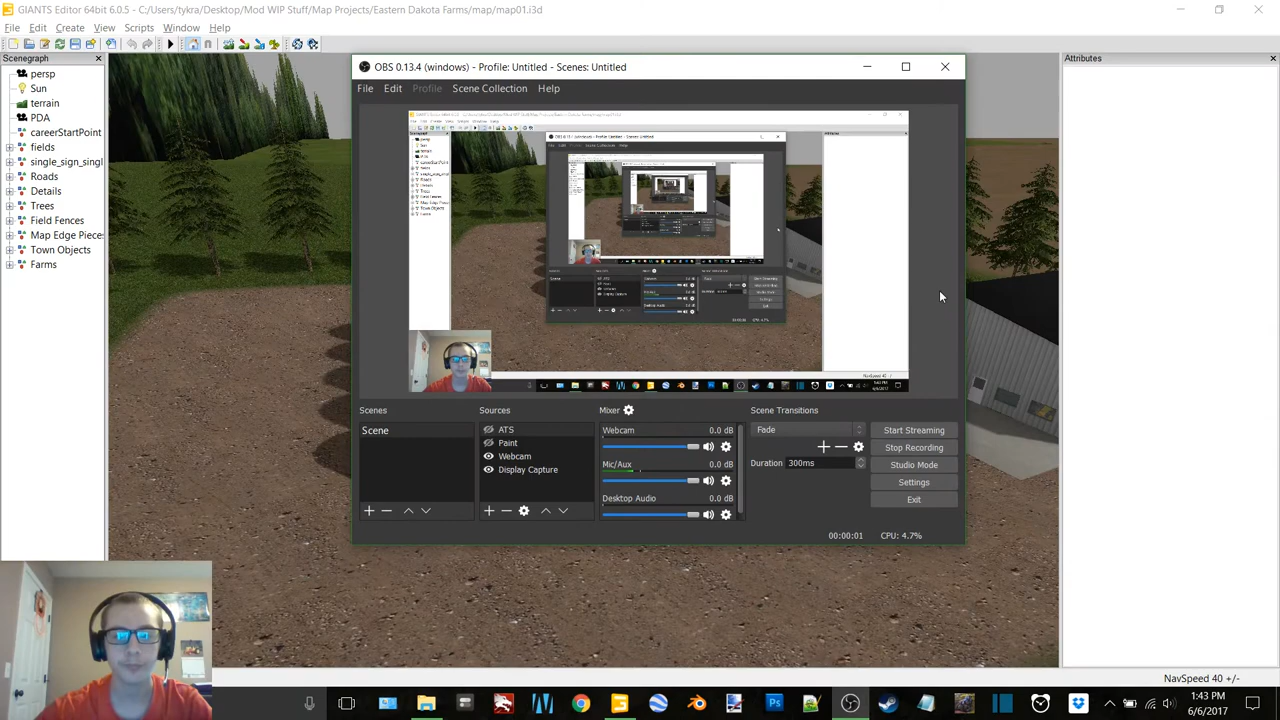 GIANTS Editor 64bit 6.0.5 - C:/Users/tykra/Desktop/Mod WIP Stuff/Map Projects/Eastern Dakota Farms/map/map01.i3d
File Edit Create View Scripts Window Help
Scenegraph
persp
Sun
terrain
PDA
careerStartPoint
fields
single_sign_singl
Roads
Details
Trees
Field Fences
Map Edge Piece
Town Objects
Farms
OBS 0.13.4 (windows) - Profile: Untitled - Scenes: Untitled
File Edit Profile Scene Collection Help
Scenes
Scene
Sources
ATS
Paint
Webcam
Display Capture
Mixer
Webcam 0.0 dB
Mic/Aux 0.0 dB
Desktop Audio 0.0 dB
Scene Transitions
Fade
Duration 300ms
Start Streaming
Stop Recording
Studio Mode
Settings
Exit
00:00:01 CPU: 4.7%
Attributes
NavSpeed 40 +/-
1:43 PM
6/6/2017